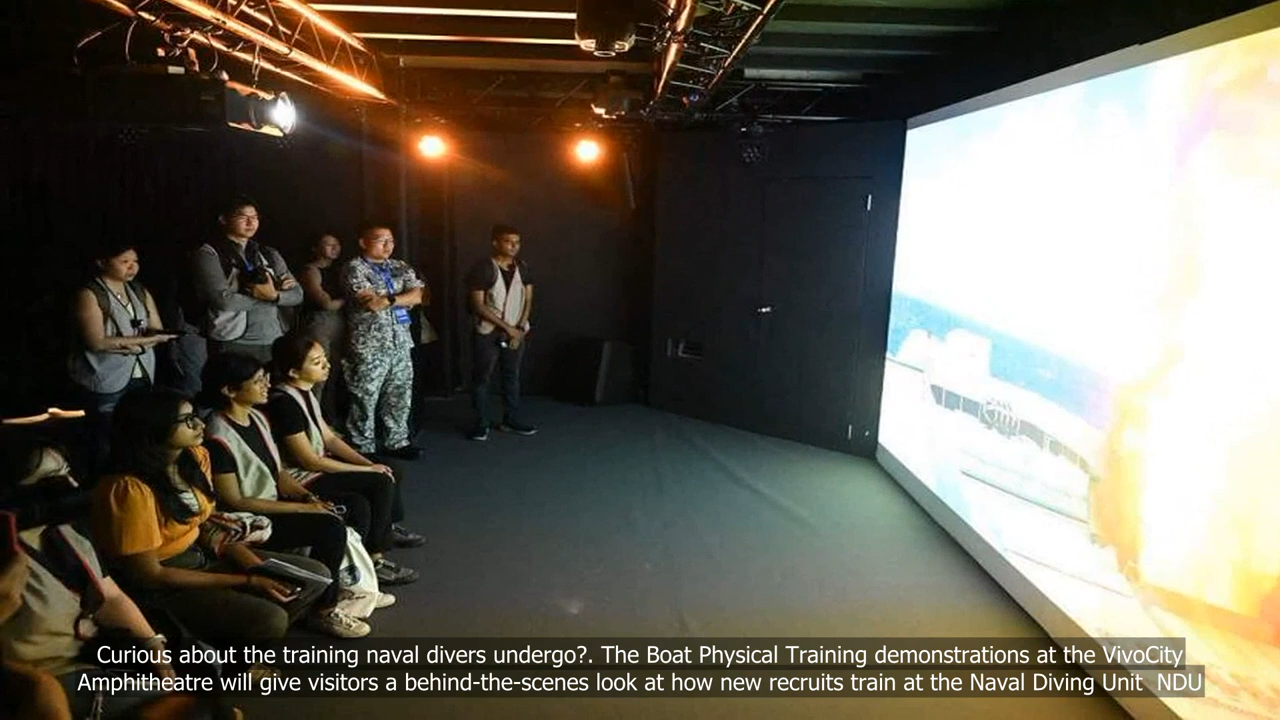 Curious about the training naval divers undergo?. The Boat Physical Training demonstrations at the VivoCity
Amphitheatre will give visitors a behind-the-scenes look at how new recruits train at the Naval Diving Unit  NDU